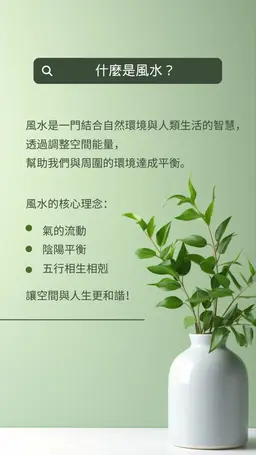 什麼是風水？
風水是一門結合自然環境與人類生活的智慧，
透過調整空間能量，
幫助我們與周圍的環境達成平衡。
風水的核心理念：
氣的流動
陰陽平衡
五行相生相剋
讓空間與人生更和諧！